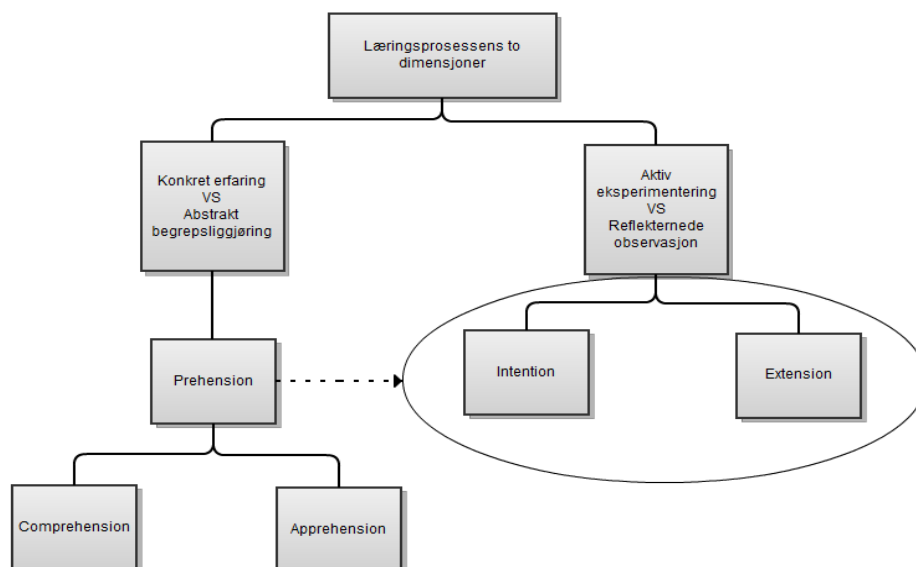 Læringsprosessens to
dimensjoner
Konkret erfaring
VS
Abstrakt
begrepsliggjøring
Aktiv
eksperimentering
VS
Reflekternede
observasjon
Prehension
Intention
Extension
Comprehension
Apprehension